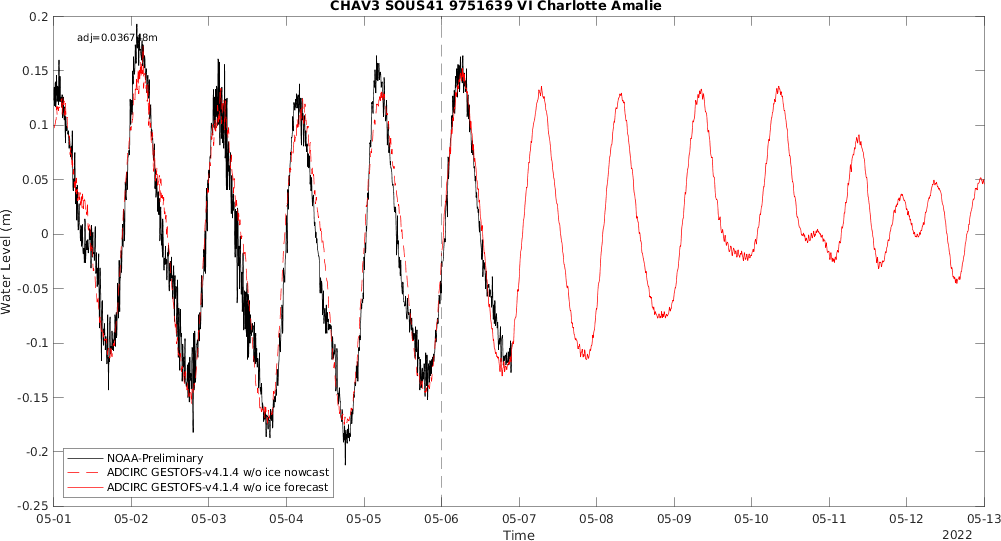 CHAV3 SOUS41 9751639 VI Charlotte Amalie
0.2
0.15
0.1
0.05
0
-0.05
-0.1
-0.15
-0.2
-0.25
Water Level (m)
NOAA-Preliminary
ADCIRC GESTOFS-v4.1.4 w/o ice nowcast
ADCIRC GESTOFS-v4.1.4 w/o ice forecast
05-01 05-02 05-03 05-04 05-05 05-06 05-07 05-08 05-09 05-10 05-11 05-12 05-13
Time
2022